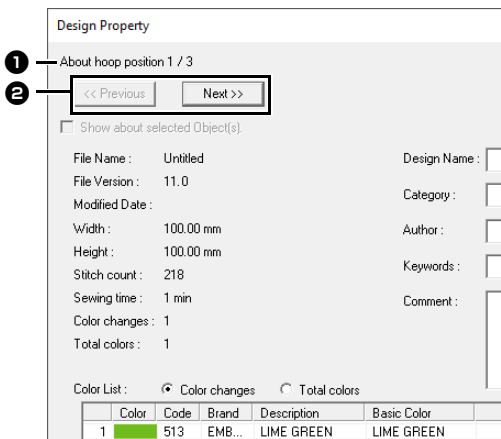 Design Property
1 About hoop position 1 / 3
2 << Previous Next >>
Show about selected Object(s).
File Name : Untitled Design Name :
File Version : 11.0
Category :
Modified Date :
Width : 100.00 mm Author :
Height : 100.00 mm
Keywords :
Stitch count : 218
Sewing time : 1 min Comment :
Color changes : 1
Total colors : 1
Color List : Color changes Total colors
Color Code Brand Description Basic Color
1 513 EMB... LIME GREEN LIME GREEN